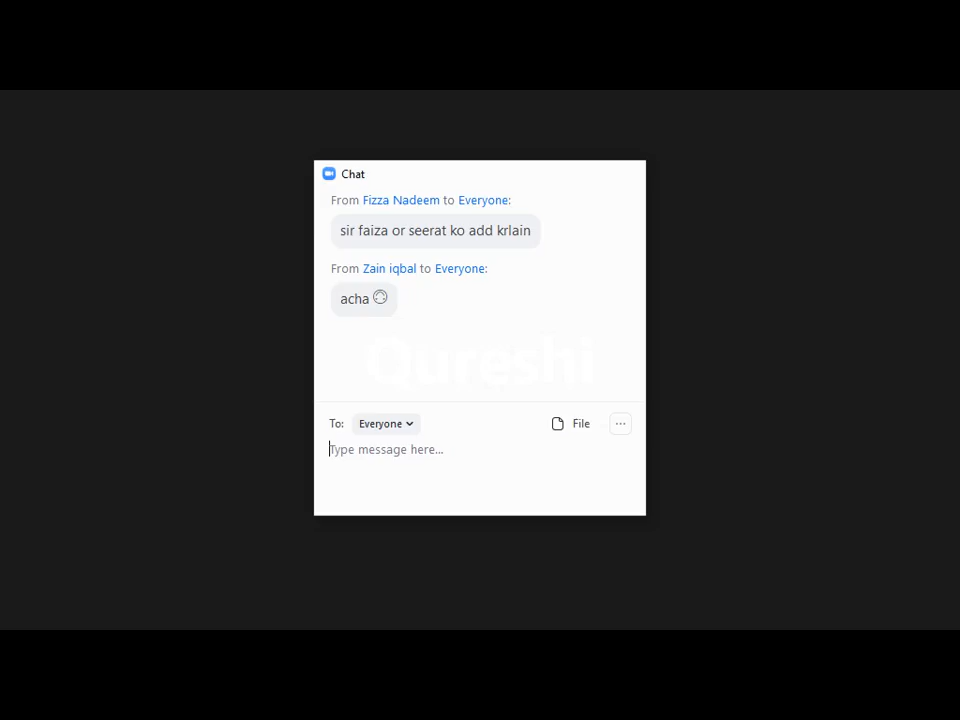 Chat
From Fizza Nadeem to Everyone:
sir faiza or seerat ko add krlain
From Zain iqbal to Everyone:
acha
Qureshi
To: Everyone File ...
Type message here...